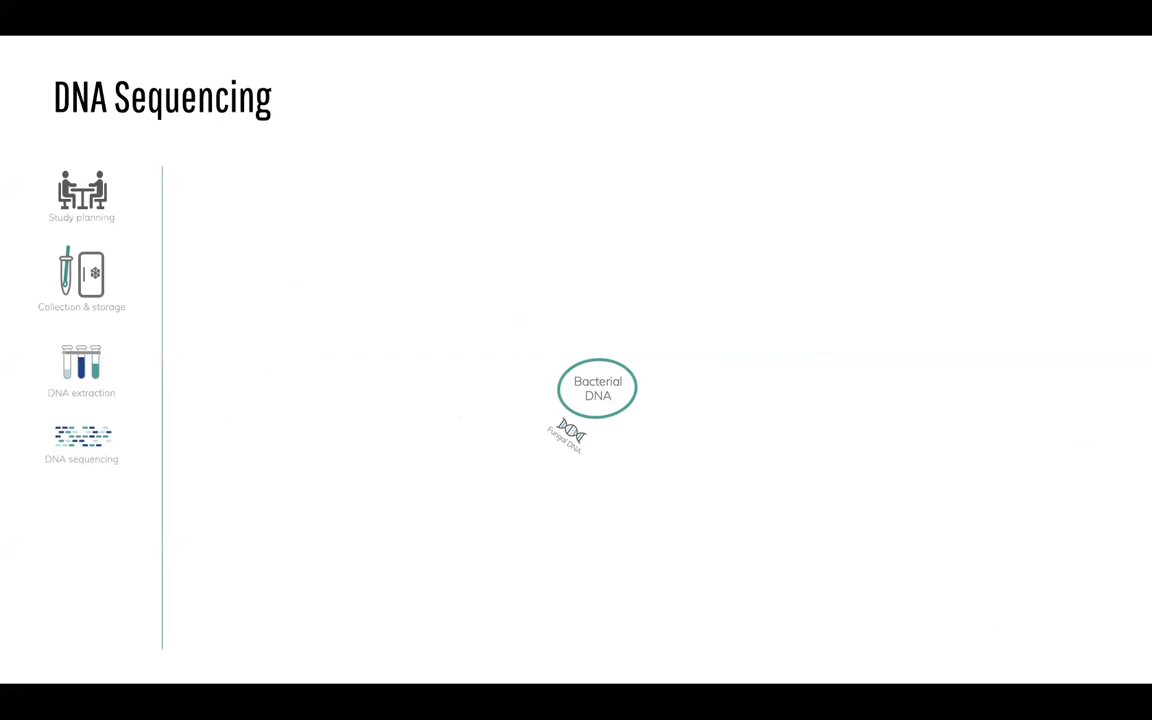 DNA Sequencing
Study planning
Collection & storage
DNA extraction
DNA sequencing
Bacterial
DNA
Fungal DNA